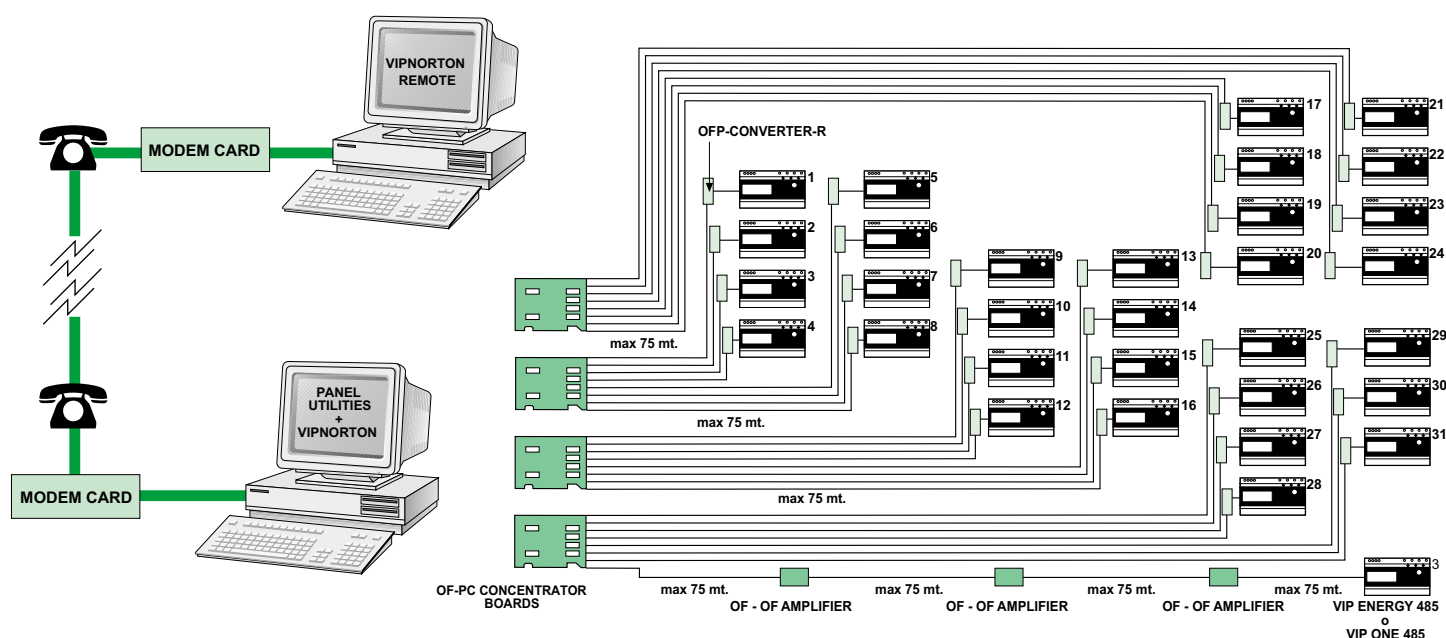 VIPNORTON
REMOTE
MODEM CARD
PANEL
UTILITIES
+
VIPNORTON
MODEM CARD
OFP-CONVERTER-R
1
2
3
4
5
6
7
8
9
10
11
12
13
14
15
16
17
18
19
20
21
22
23
24
25
26
27
28
29
30
31
3
max 75 mt.
max 75 mt.
max 75 mt.
OF-PC CONCENTRATOR
BOARDS
max 75 mt.
OF - OF AMPLIFIER
max 75 mt.
OF - OF AMPLIFIER
max 75 mt.
OF - OF AMPLIFIER
max 75 mt.
VIP ENERGY 485
o
VIP ONE 485